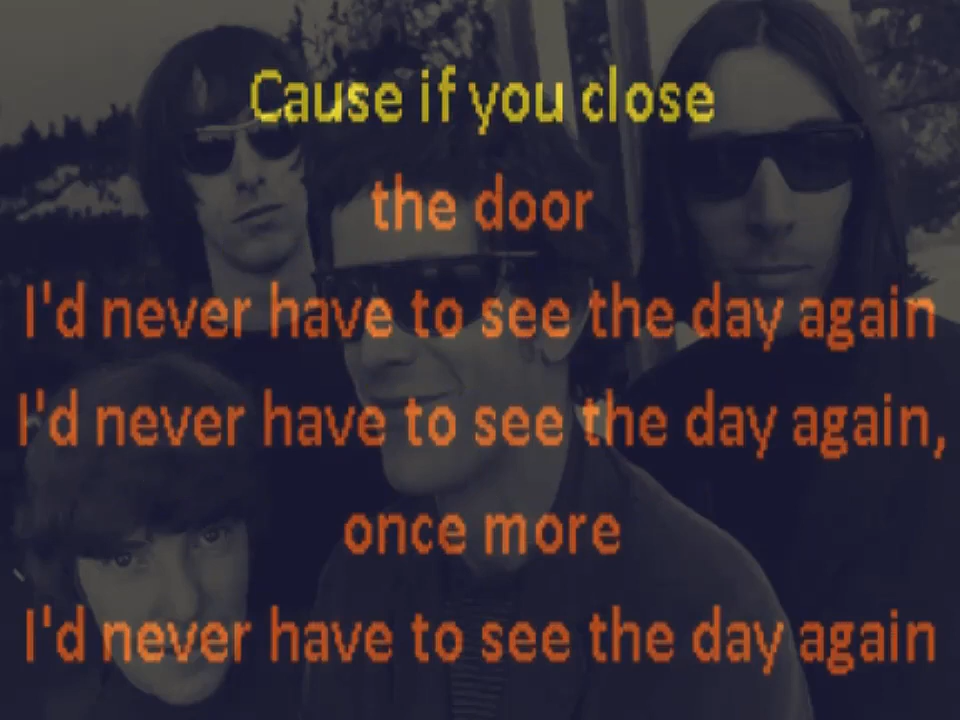 Cause if you close
the door
I'd never have to see the day again
I'd never have to see the day again,
once more
I'd never have to see the day again